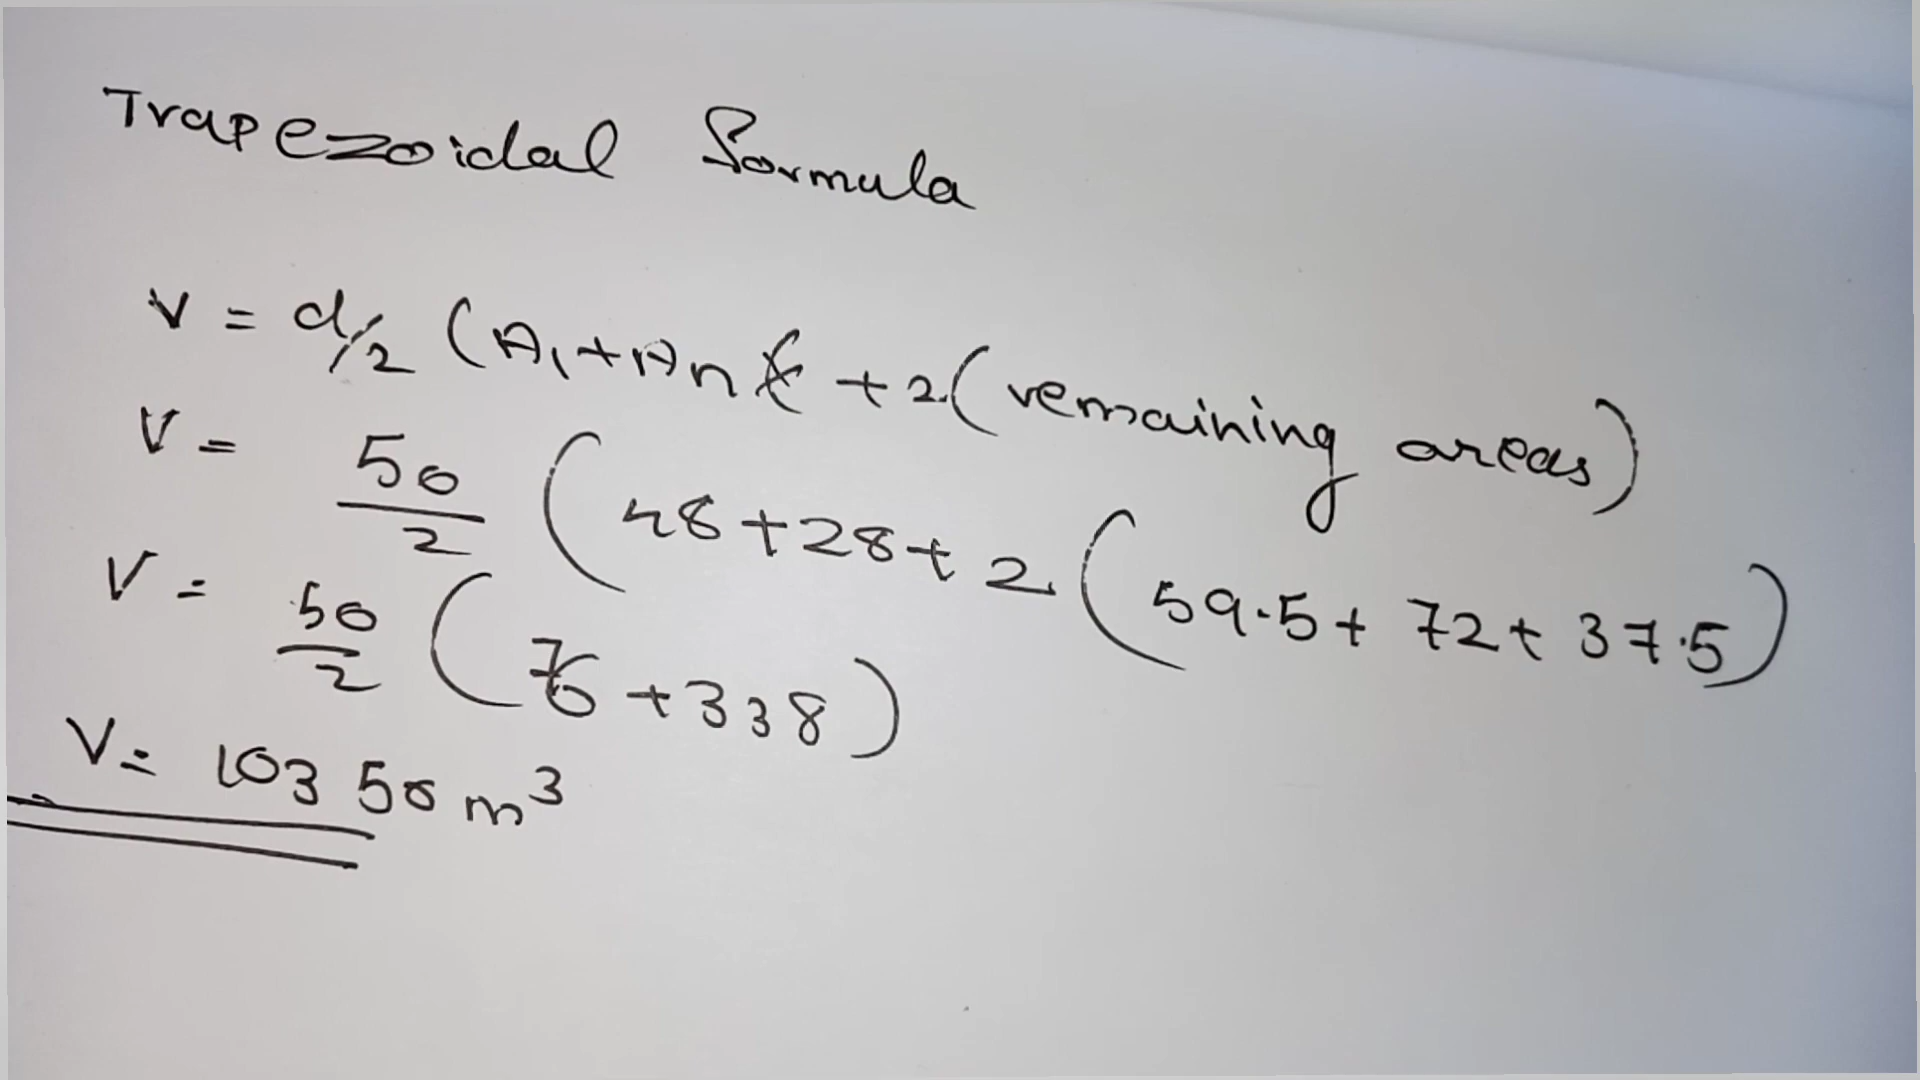 Trapezoidal formula
V = d/2 (A1+An + 2(remaining areas)
V = 50/2 (48+28+2(59.5+72+37.5)
V = 50/2 (76+338)
V = 10350 m³